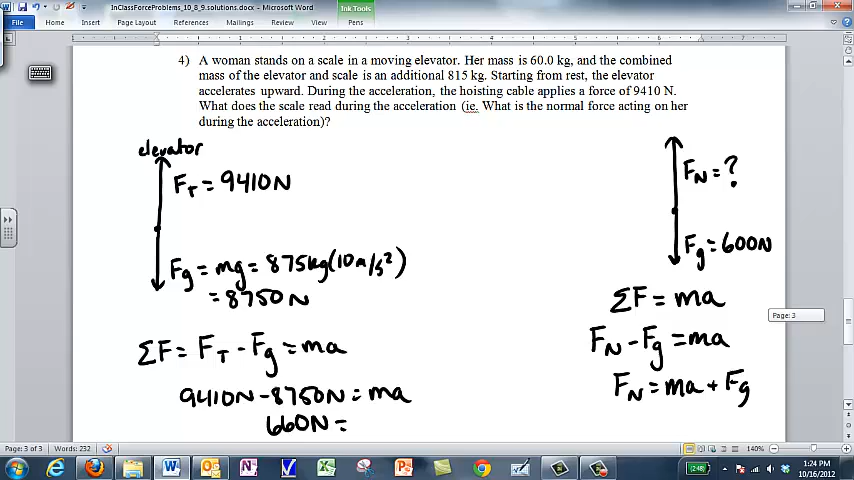 InClassForceProblems_10_8_9.solutions.docx - Microsoft Word
Ink Tools
File Home Insert Page Layout References Mailings Review View Pens
4) A woman stands on a scale in a moving elevator. Her mass is 60.0 kg, and the combined
mass of the elevator and scale is an additional 815 kg. Starting from rest, the elevator
accelerates upward. During the acceleration, the hoisting cable applies a force of 9410 N.
What does the scale read during the acceleration (ie. What is the normal force acting on her
during the acceleration)?
elevator
F_T = 9410N
F_g = mg = 875kg(10m/s²)
= 8750N
ΣF = F_T - F_g = ma
9410N - 8750N = ma
660N =
F_N = ?
F_g = 600N
ΣF = ma
F_N - F_g = ma
F_N = ma + F_g
Page: 3
Page: 3 of 3 Words: 232
140%
2:48
1:24 PM
10/16/2012